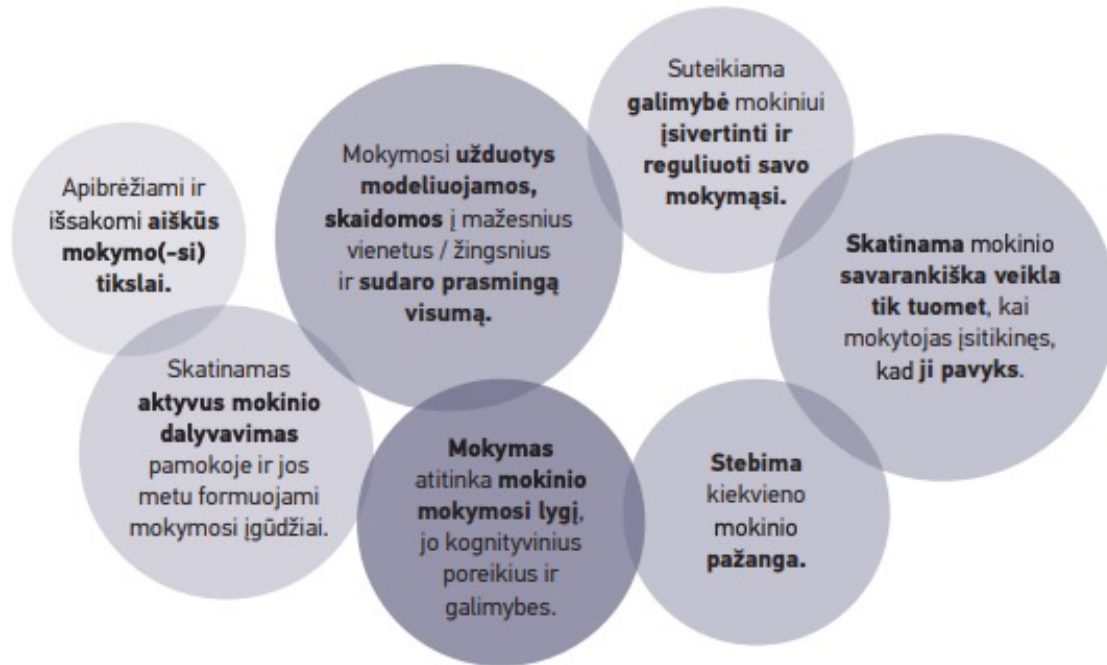 Apibrėžiami ir
išsakomi aiškūs
mokymo(-si)
tikslai.
Skatinamas
aktyvus mokinio
dalyvavimas
pamokoje ir jos
metu formuojami
mokymosi įgūdžiai.
Mokymosi užduotys
modeliuojamos,
skaidomos į mažesnius
vienetus / žingsnius
ir sudaro prasmingą
visumą.
Mokymas
atitinka mokinio
mokymosi lygį,
jo kognityvinius
poreikius ir
galimybes.
Suteikiama
galimybė mokiniui
įsivertinti ir
reguliuoti savo
mokymąsi.
Stebima
kiekvieno
mokinio
pažanga.
Skatinama mokinio
savarankiška veikla
tik tuomet, kai
mokytojas įsitikinęs,
kad ji pavyks.